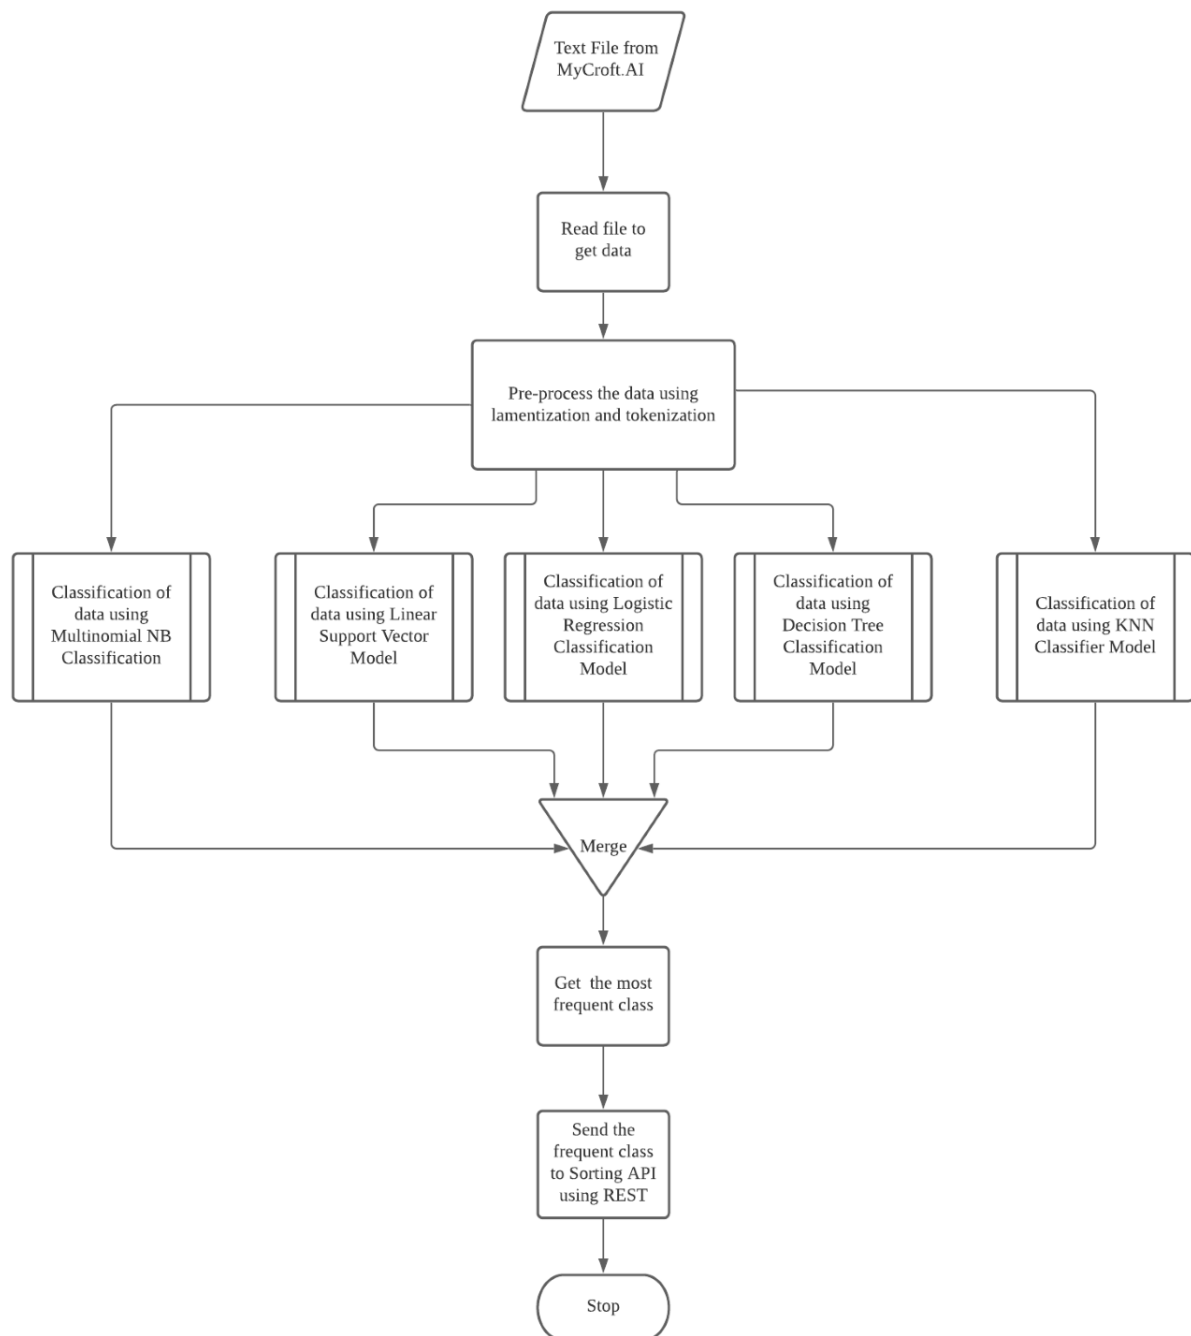 Text File from
MyCroft.AI
Read file to
get data
Pre-process the data using
lamentization and tokenization
Classification of
data using
Multinomial NB
Classification
Classification of
data using Linear
Support Vector
Model
Classification of
data using Logistic
Regression
Classification
Model
Classification of
data using
Decision Tree
Classification
Model
Classification of
data using KNN
Classifier Model
Merge
Get the most
frequent class
Send the
frequent class
to Sorting API
using REST
Stop